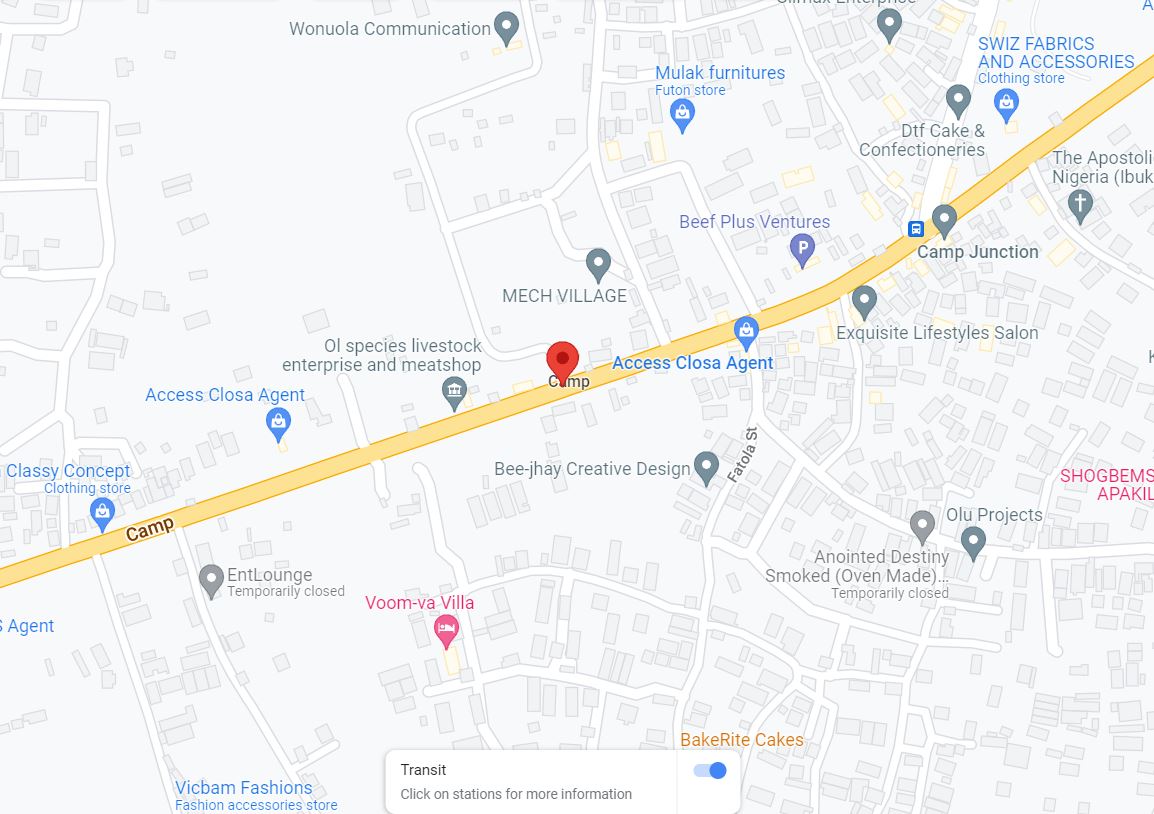 Climax Enterprise
Wonuola Communication
SWIZ FABRICS
AND ACCESSORIES
Clothing store
Mulak furnitures
Futon store
Dtf Cake &
Confectioneries
The Apostoli
Nigeria (Ibuk
Beef Plus Ventures
P
Camp Junction
MECH VILLAGE
Exquisite Lifestyles Salon
Ol species livestock
enterprise and meatshop
Access Closa Agent
Camp
Access Closa Agent
Fatola St
Bee-jhay Creative Design
Classy Concept
Clothing store
SHOGBEMS
APAKIL
Camp
Olu Projects
Anointed Destiny
Smoked (Oven Made)...
Temporarily closed
EntLounge
Temporarily closed
Voom-va Villa
S Agent
BakeRite Cakes
Transit
Click on stations for more information
Vicbam Fashions
Fashion accessories store